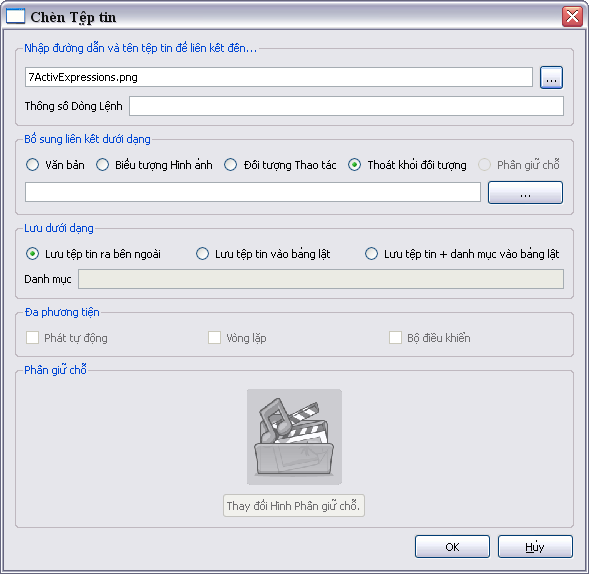 Chèn Tệp tin
Nhập đường dẫn và tên tệp tin để liên kết đến...
7ActivExpressions.png
...
Thông số Dòng Lệnh
Bổ sung liên kết dưới dạng
Văn bản Biểu tượng Hình ảnh Đối tượng Thao tác Thoát khỏi đối tượng Phần giữ chỗ
...
Lưu dưới dạng
Lưu tệp tin ra bên ngoài Lưu tệp tin vào bảng lật Lưu tệp tin + danh mục vào bảng lật
Danh mục
Đa phương tiện
Phát tự động Vòng lặp Bộ điều khiển
Phần giữ chỗ
Thay đổi Hình Phần giữ chỗ.
OK Hủy